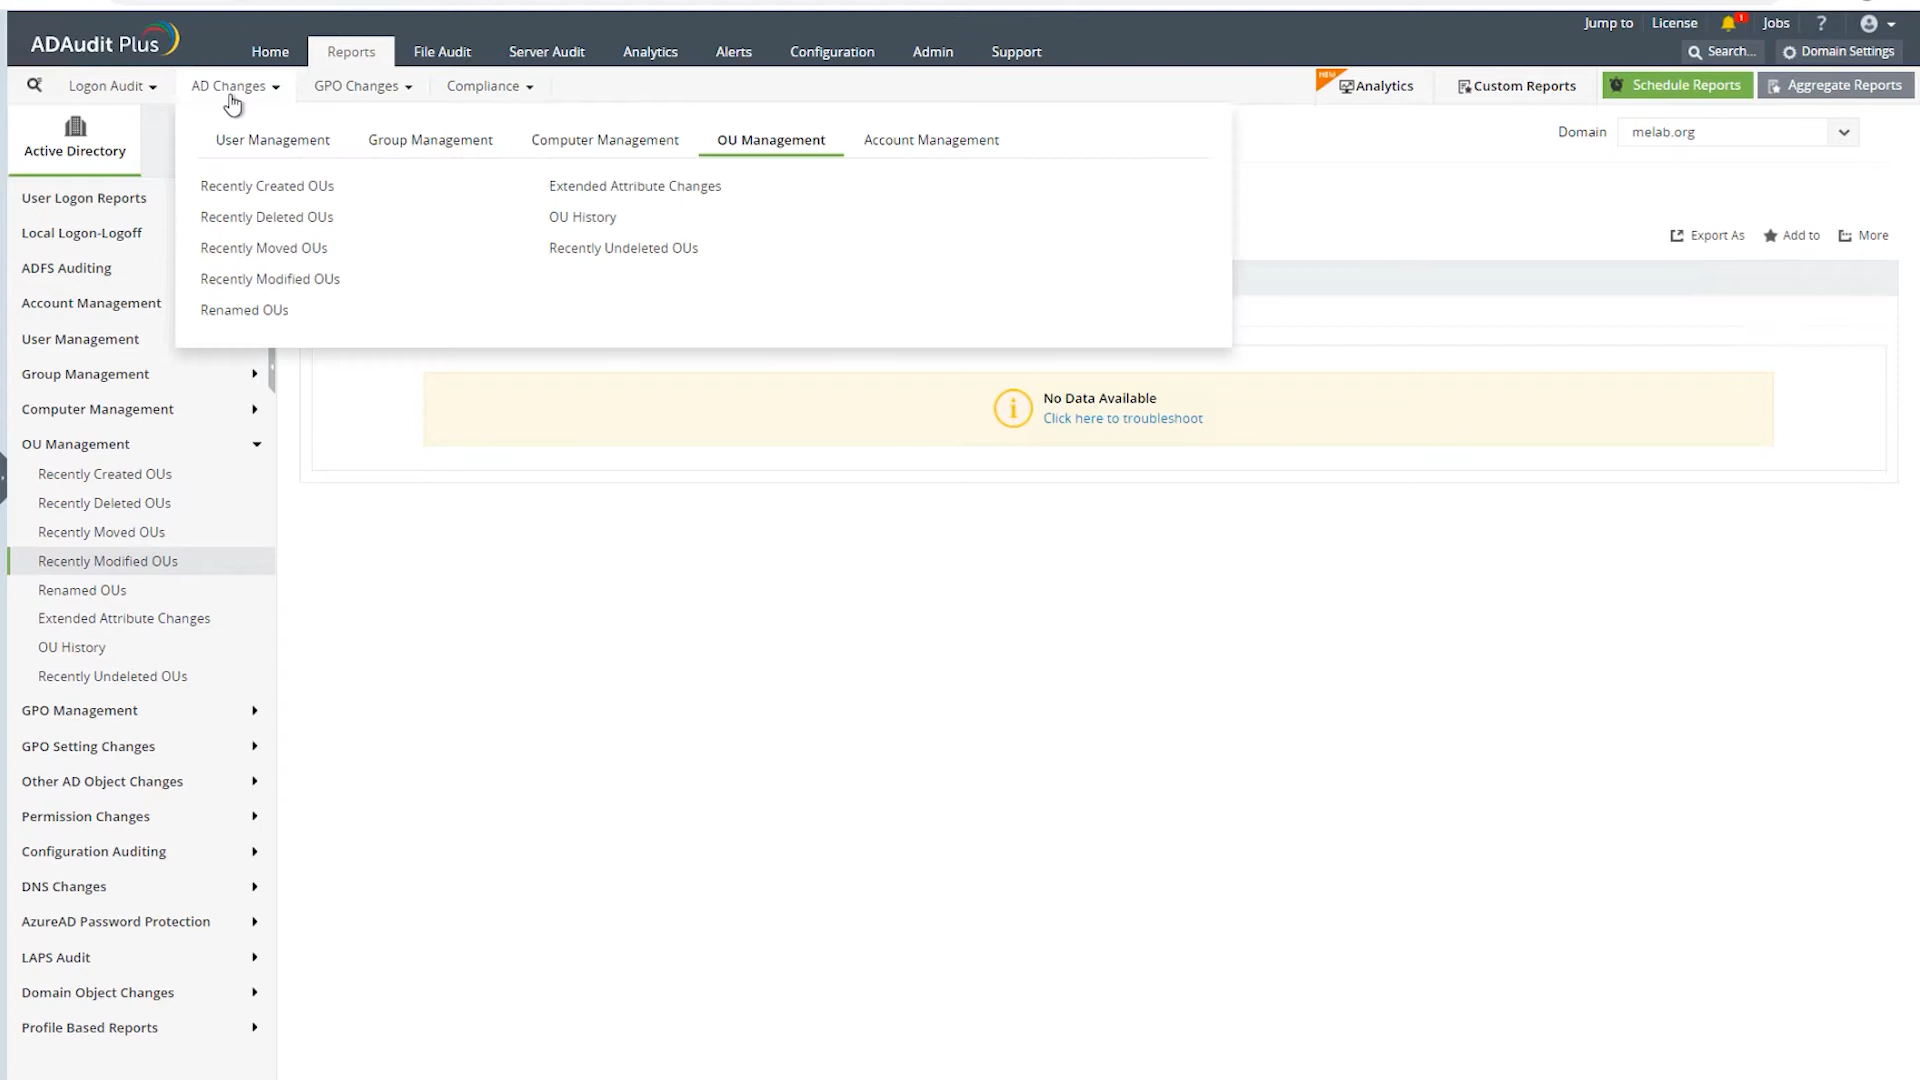 Jump to License 1 Jobs ?
ADAudit Plus Home Reports File Audit Server Audit Analytics Alerts Configuration Admin Support Search... Domain Settings
Logon Audit AD Changes GPO Changes Compliance NEW Analytics Custom Reports Schedule Reports Aggregate Reports
Active Directory
User Management Group Management Computer Management OU Management Account Management
Domain melab.org
Recently Created OUs Extended Attribute Changes
Recently Deleted OUs OU History
Recently Moved OUs Recently Undeleted OUs
Recently Modified OUs
Renamed OUs
Export As Add to More
No Data Available
Click here to troubleshoot
User Logon Reports
Local Logon-Logoff
ADFS Auditing
Account Management
User Management
Group Management
Computer Management
OU Management
Recently Created OUs
Recently Deleted OUs
Recently Moved OUs
Recently Modified OUs
Renamed OUs
Extended Attribute Changes
OU History
Recently Undeleted OUs
GPO Management
GPO Setting Changes
Other AD Object Changes
Permission Changes
Configuration Auditing
DNS Changes
AzureAD Password Protection
LAPS Audit
Domain Object Changes
Profile Based Reports